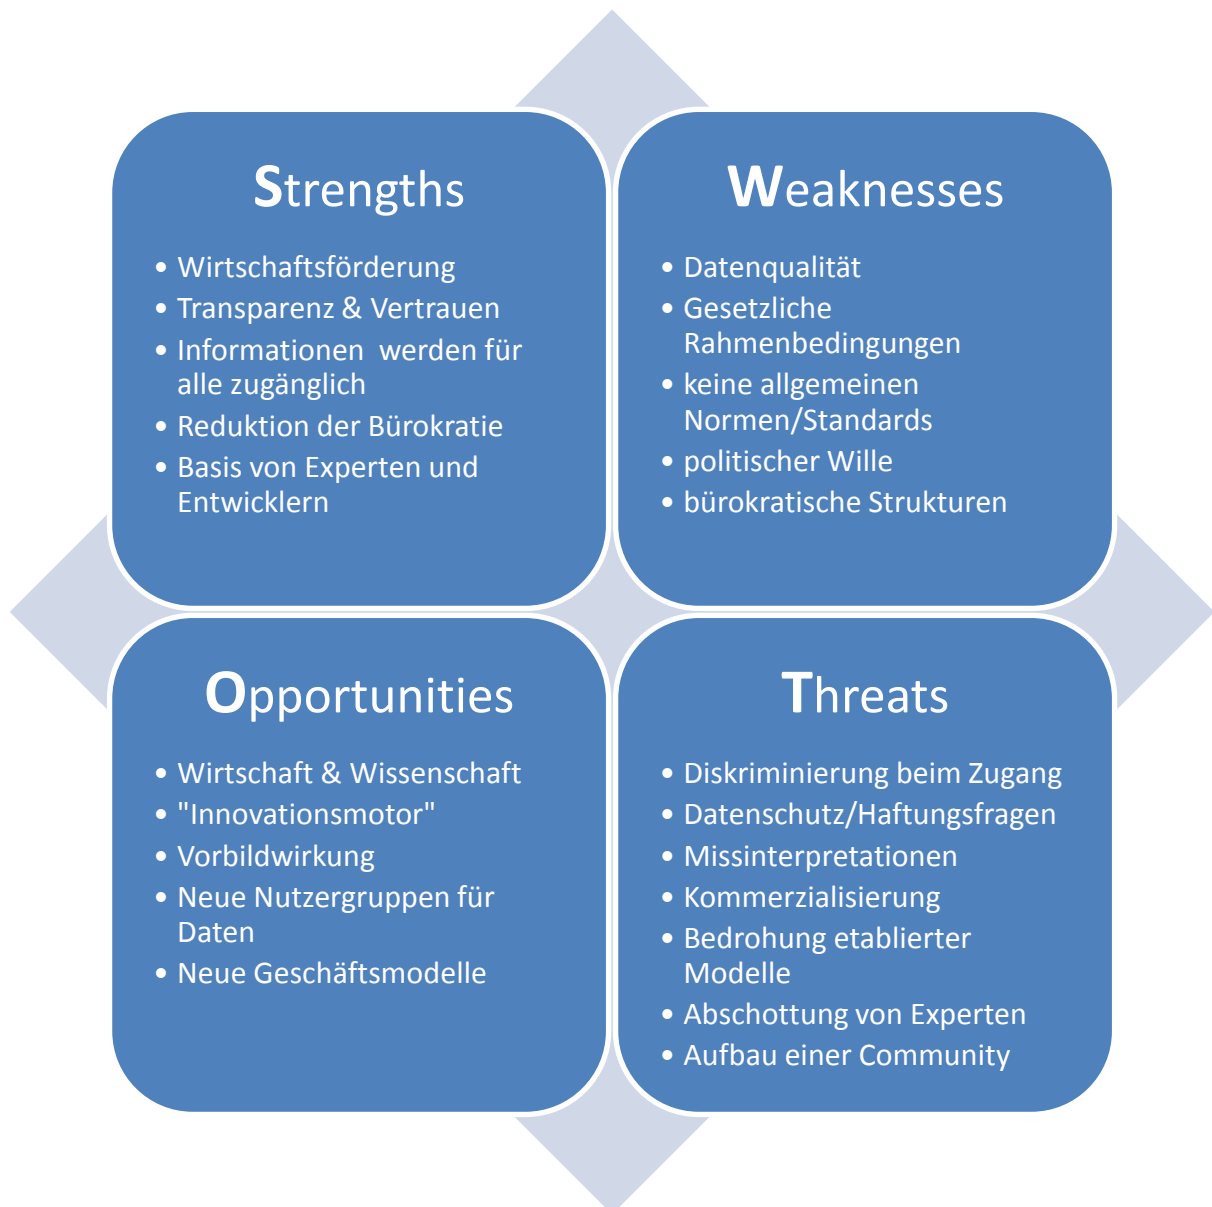 Strengths
• Wirtschaftsförderung
• Transparenz & Vertrauen
• Informationen werden für
alle zugänglich
• Reduktion der Bürokratie
• Basis von Experten und
Entwicklern
Weaknesses
• Datenqualität
• Gesetzliche
Rahmenbedingungen
• keine allgemeinen
Normen/Standards
• politischer Wille
• bürokratische Strukturen
Opportunities
• Wirtschaft & Wissenschaft
• "Innovationsmotor"
• Vorbildwirkung
• Neue Nutzergruppen für
Daten
• Neue Geschäftsmodelle
Threats
• Diskriminierung beim Zugang
• Datenschutz/Haftungsfragen
• Missinterpretationen
• Kommerzialisierung
• Bedrohung etablierter
Modelle
• Abschottung von Experten
• Aufbau einer Community